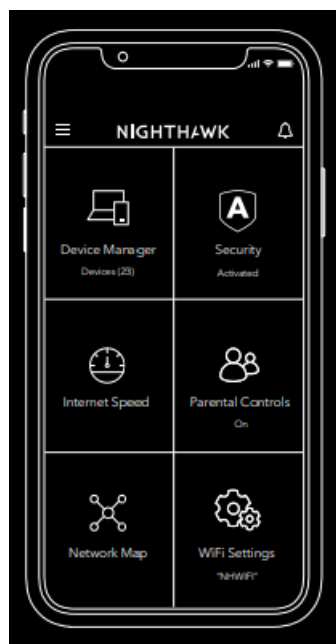 NIGHTHAWK
Device Manager
Devices (23)
Security
Activated
Internet Speed
Parental Controls
On
Network Map
WiFi Settings
"NHWIFI"